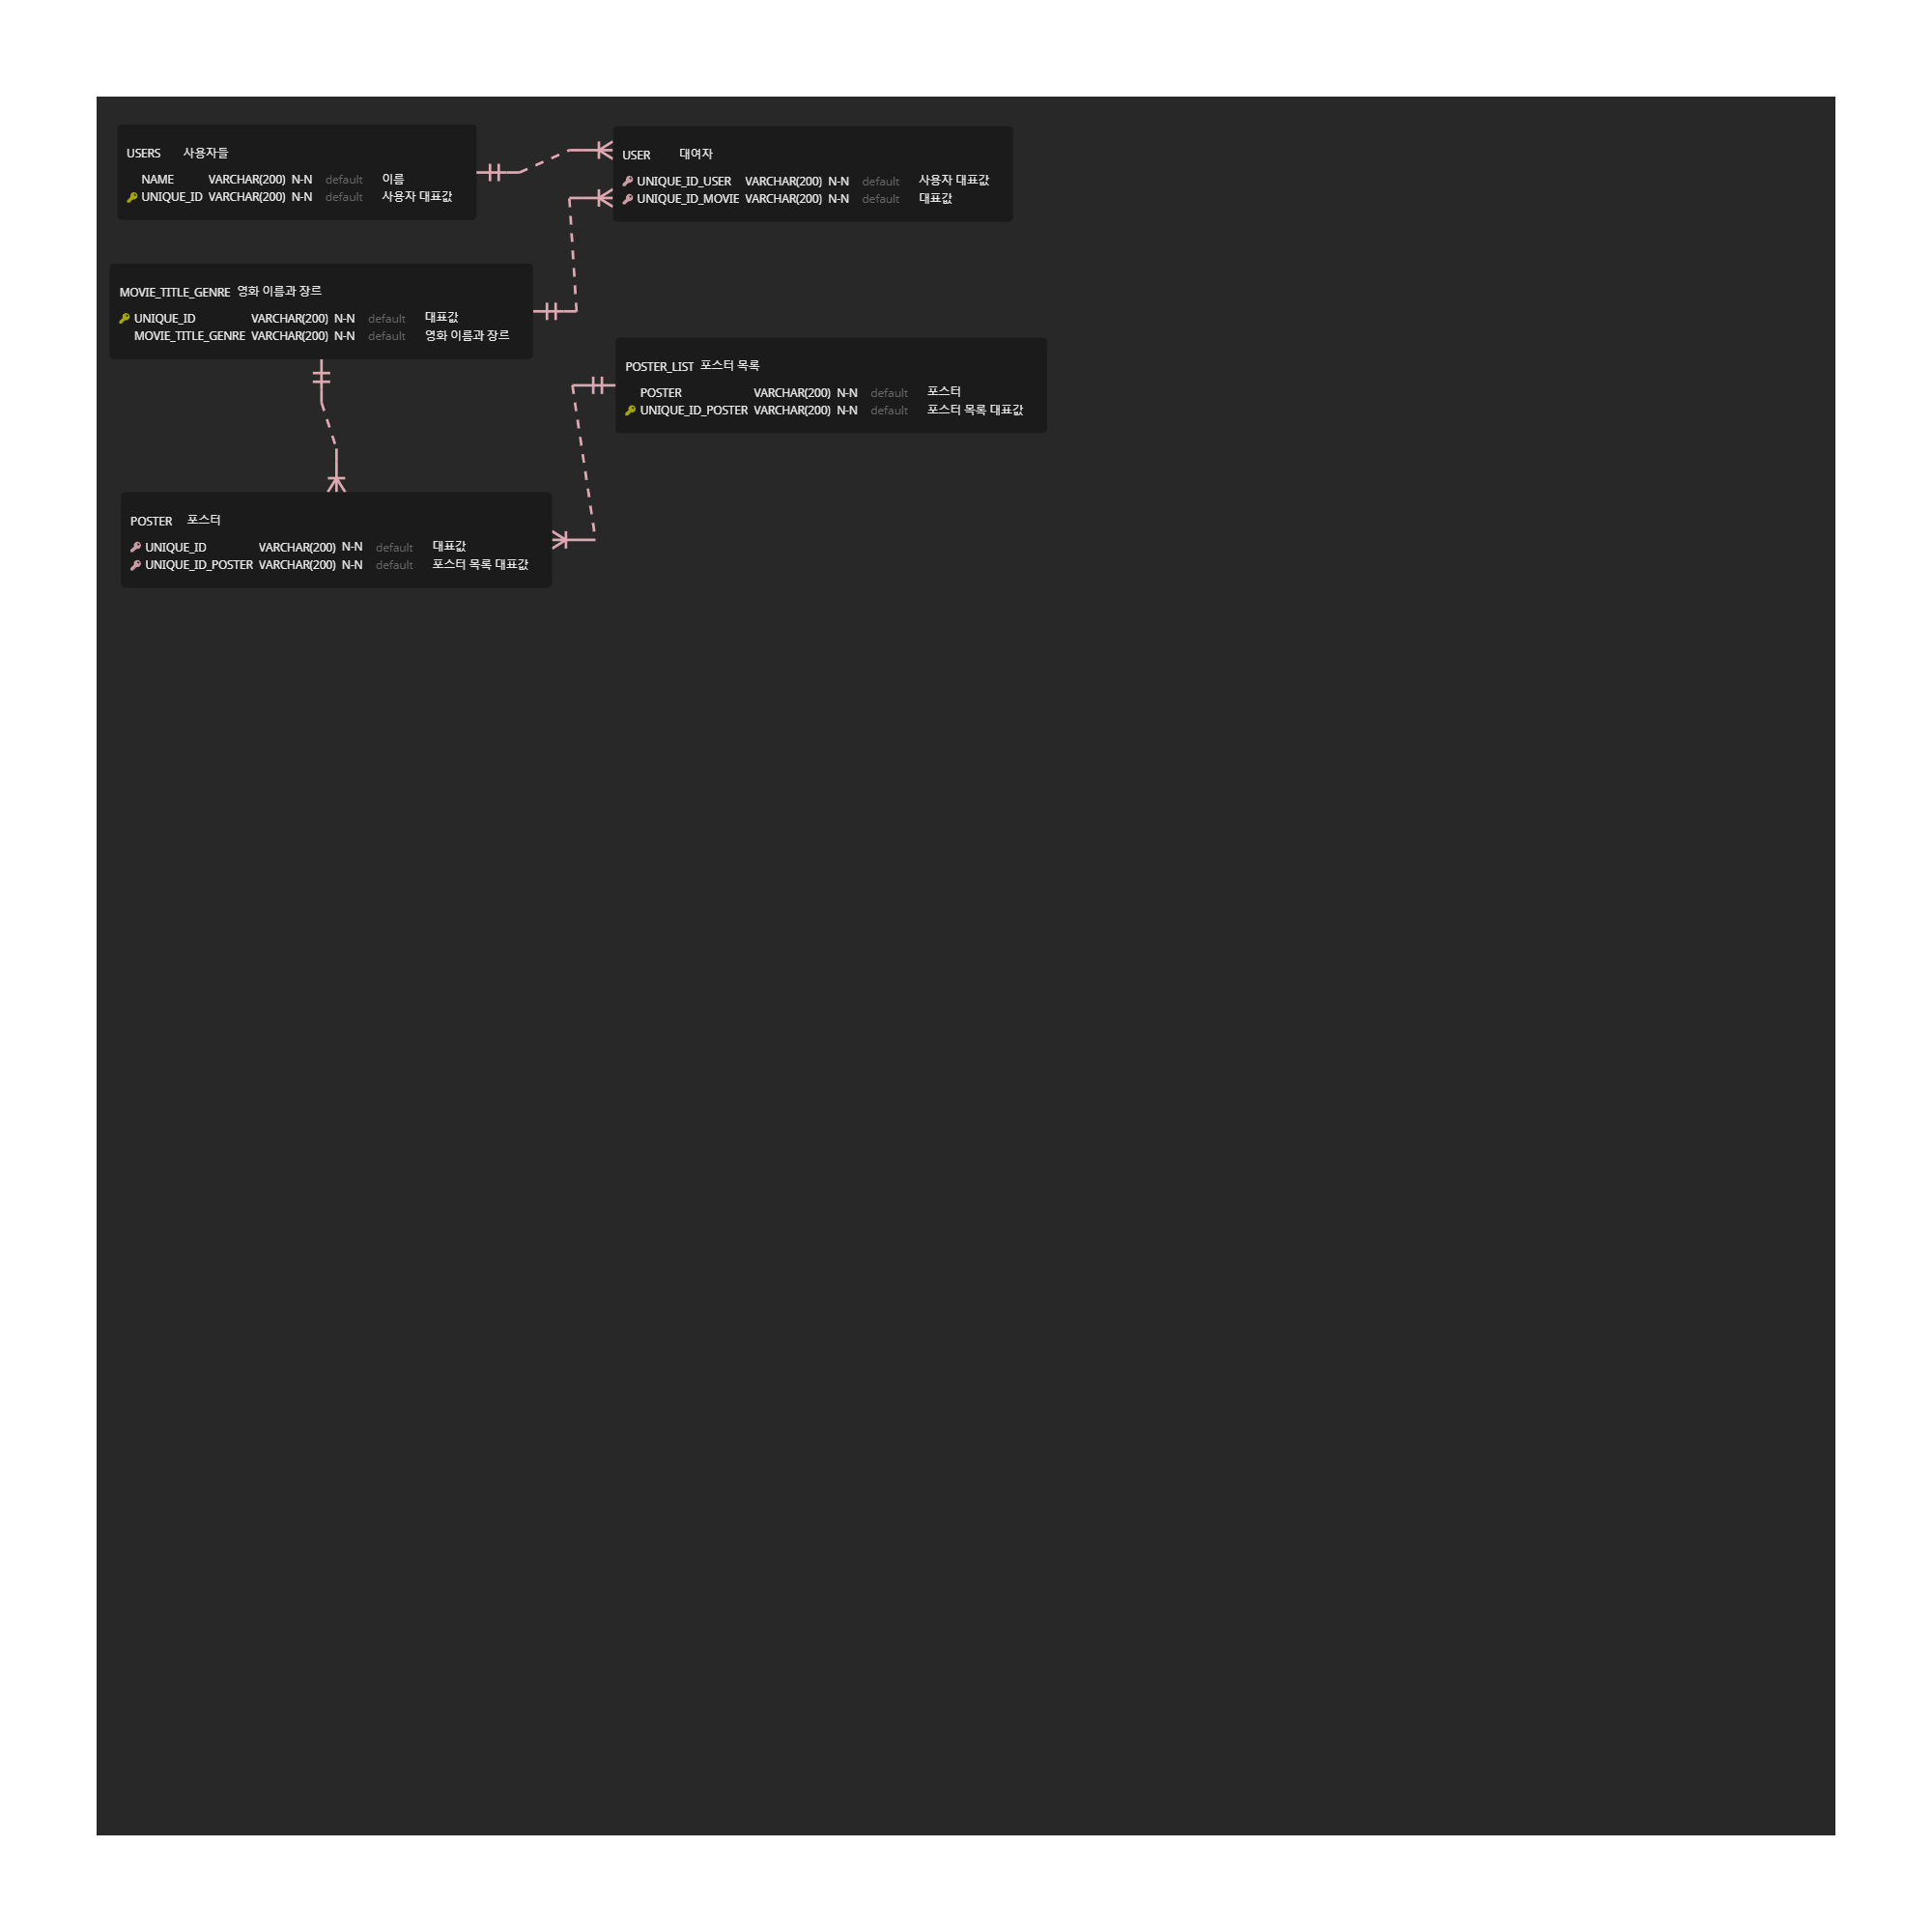 USERS 사용자들
NAME VARCHAR(200) N-N default 이름
UNIQUE_ID VARCHAR(200) N-N default 사용자 대표값
USER 대여자
UNIQUE_ID_USER VARCHAR(200) N-N default 사용자 대표값
UNIQUE_ID_MOVIE VARCHAR(200) N-N default 대표값
MOVIE_TITLE_GENRE 영화 이름과 장르
UNIQUE_ID VARCHAR(200) N-N default 대표값
MOVIE_TITLE_GENRE VARCHAR(200) N-N default 영화 이름과 장르
POSTER_LIST 포스터 목록
POSTER VARCHAR(200) N-N default 포스터
UNIQUE_ID_POSTER VARCHAR(200) N-N default 포스터 목록 대표값
POSTER 포스터
UNIQUE_ID VARCHAR(200) N-N default 대표값
UNIQUE_ID_POSTER VARCHAR(200) N-N default 포스터 목록 대표값